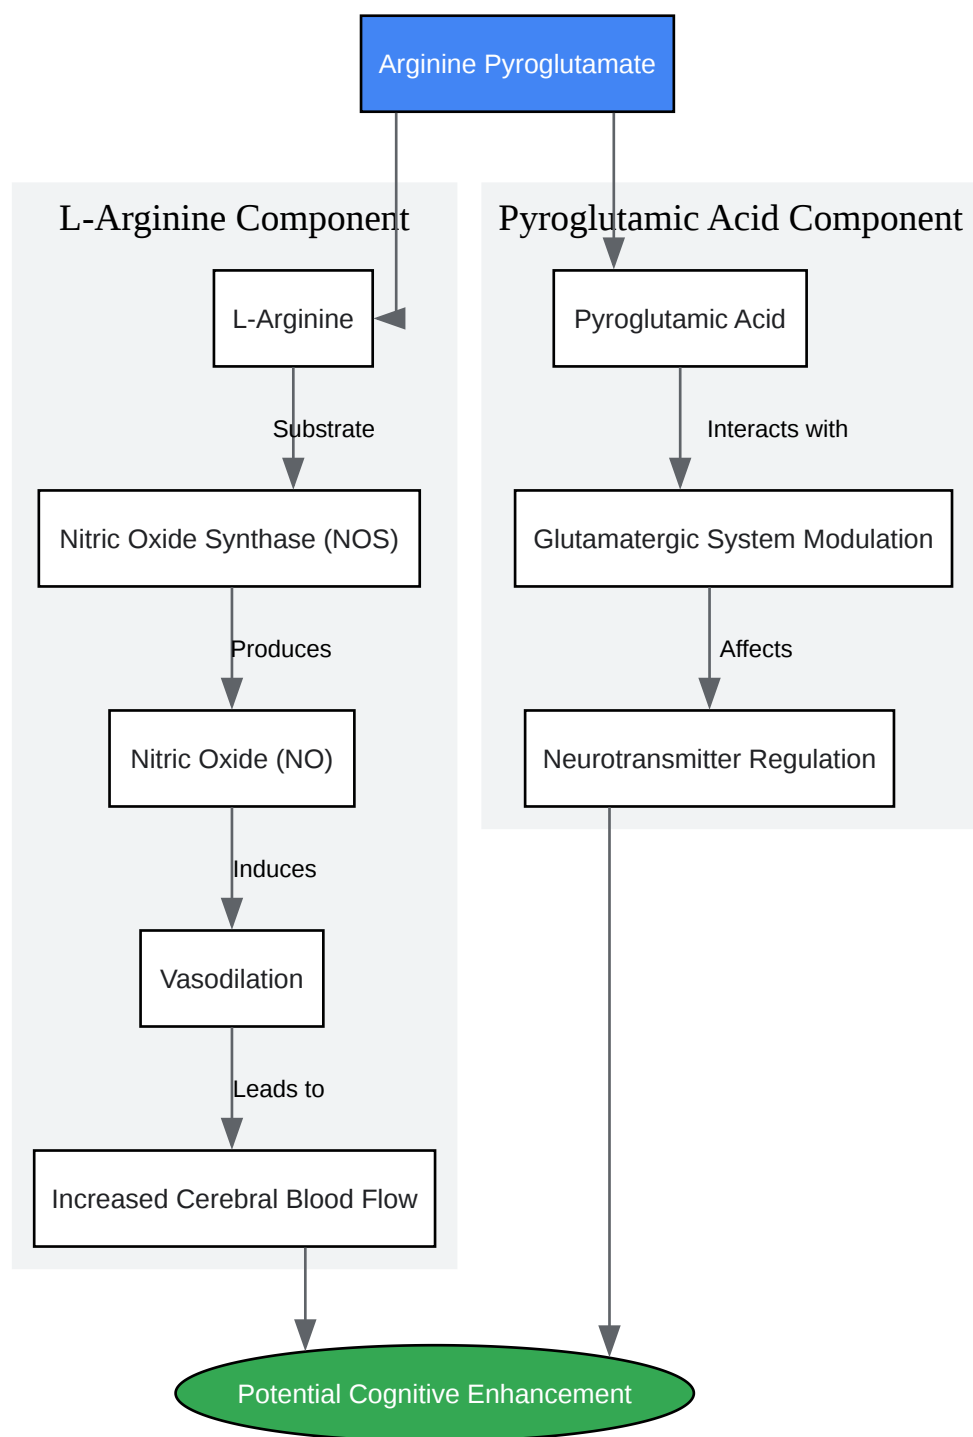 Arginine Pyroglutamate
L-Arginine Component
L-Arginine
Substrate
Nitric Oxide Synthase (NOS)
Produces
Nitric Oxide (NO)
Induces
Vasodilation
Leads to
Increased Cerebral Blood Flow
Pyroglutamic Acid Component
Pyroglutamic Acid
Interacts with
Glutamatergic System Modulation
Affects
Neurotransmitter Regulation
Potential Cognitive Enhancement